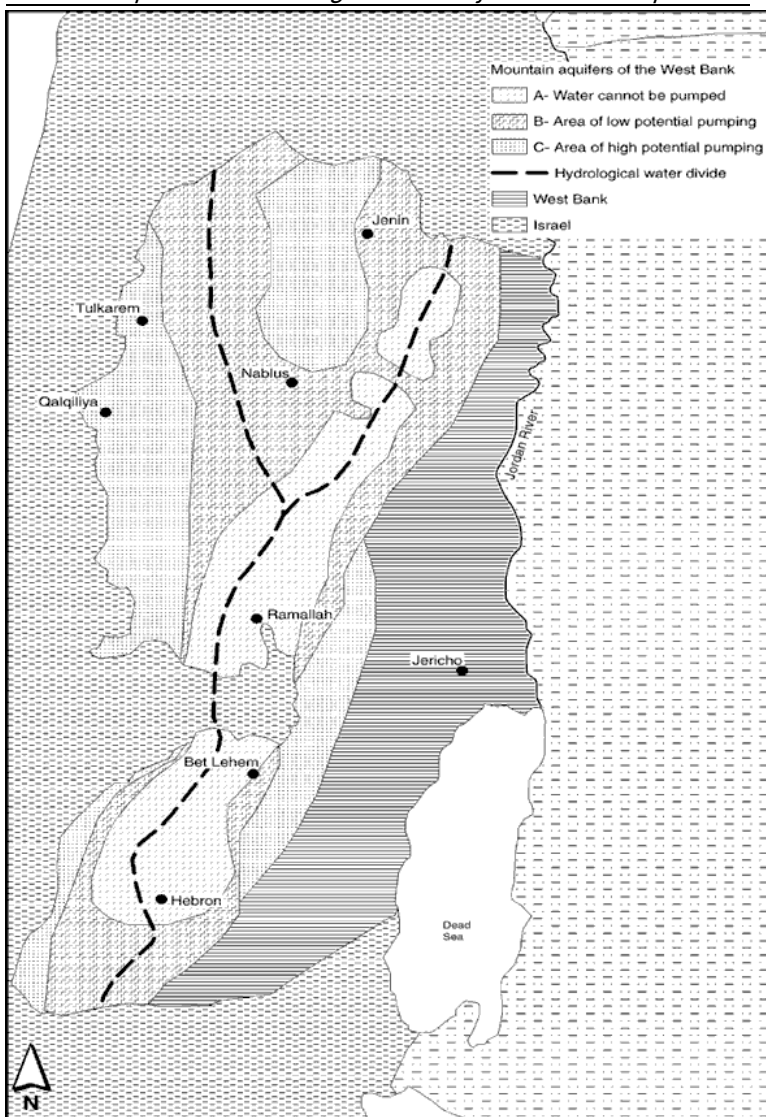 Mountain aquifers of the West Bank
A- Water cannot be pumped
B- Area of low potential pumping
C- Area of high potential pumping
Hydrological water divide
West Bank
Israel
Jenin
Tulkarem
Nablus
Qalqiliya
Jordan River
Ramallah
Jericho
Bet Lehem
Hebron
Dead
Sea
N